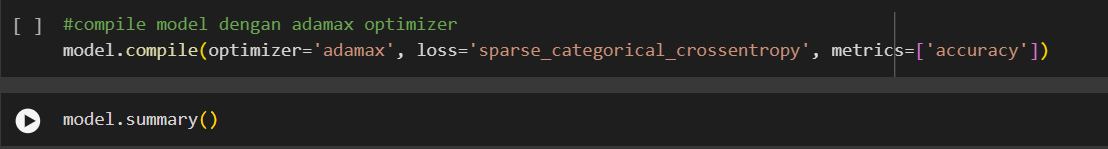 [ ] #compile model dengan adamax optimizer
model.compile(optimizer='adamax', loss='sparse_categorical_crossentropy', metrics=['accuracy'])
model.summary()